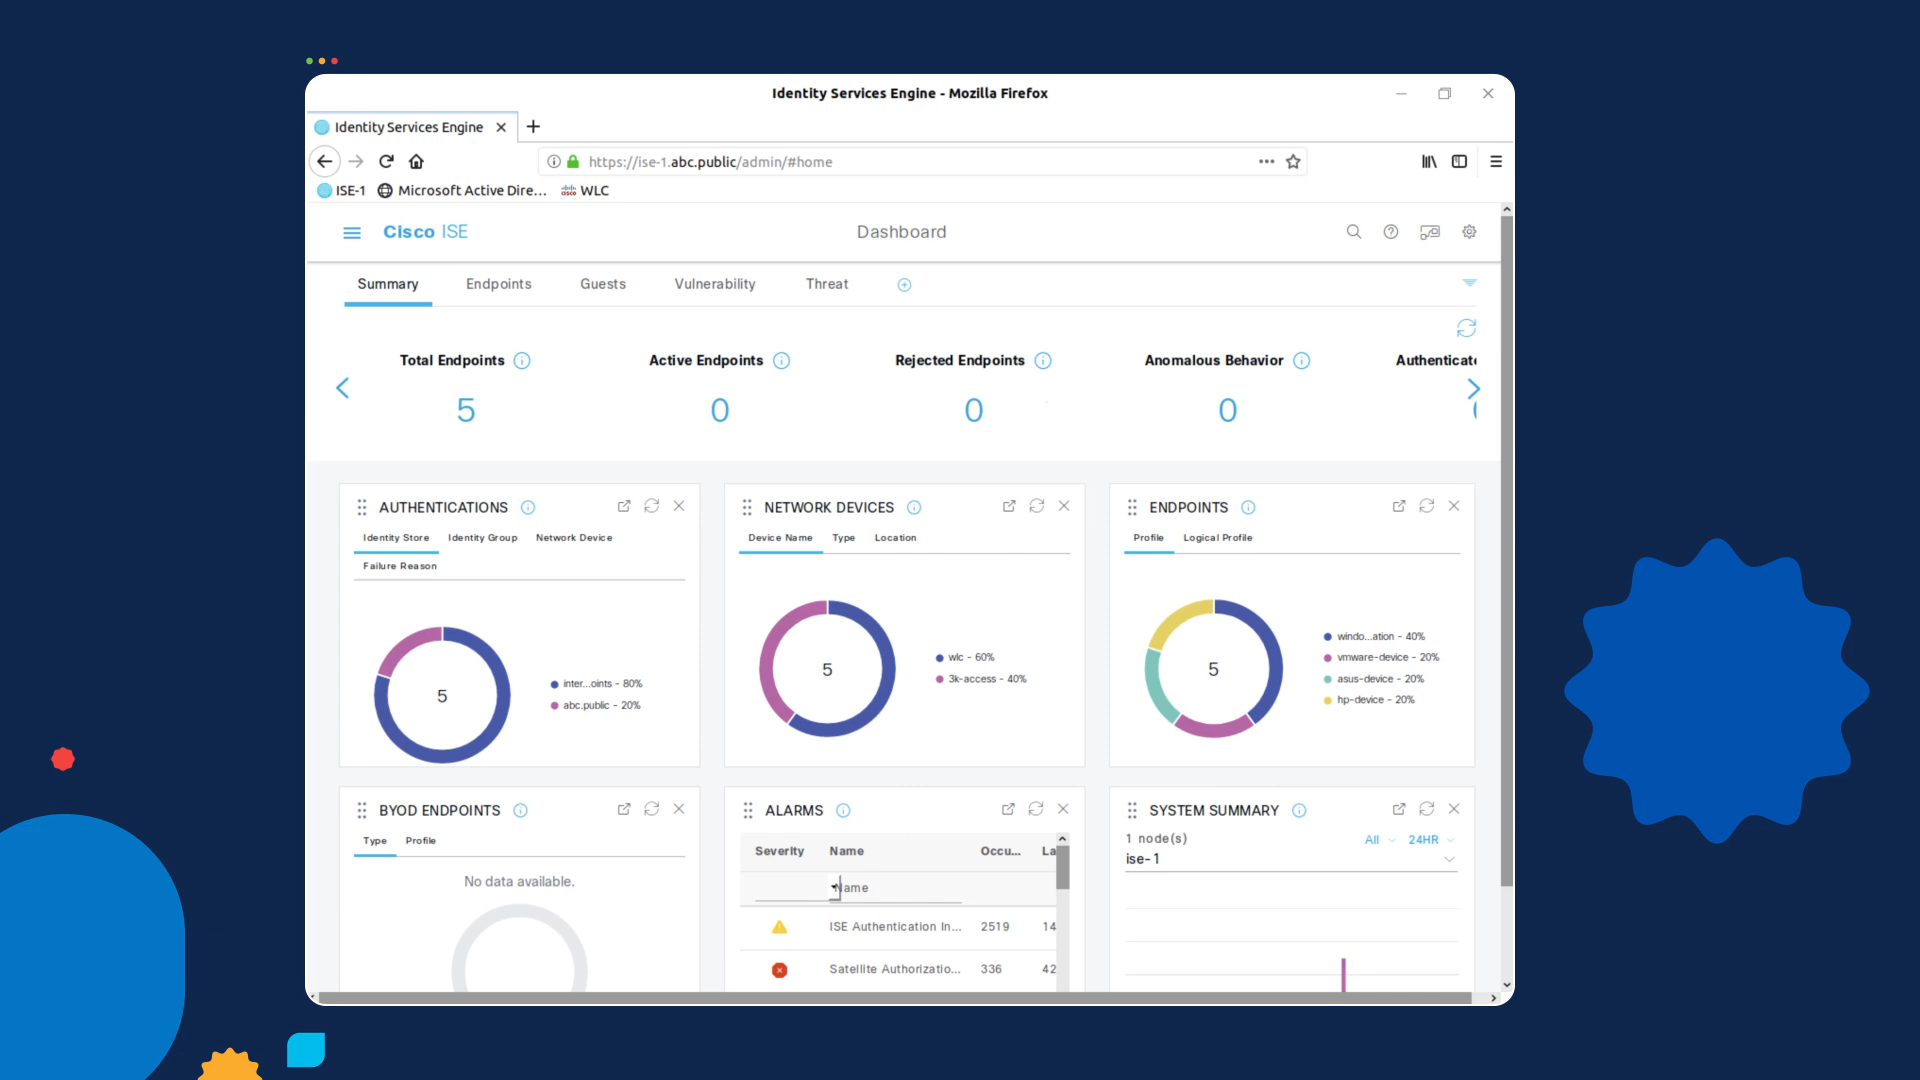 Identity Services Engine - Mozilla Firefox
Identity Services Engine
https://ise-1.abc.public/admin/#home
ISE-1 Microsoft Active Dire... WLC
Cisco ISE
Dashboard
Summary Endpoints Guests Vulnerability Threat
Total Endpoints Active Endpoints Rejected Endpoints Anomalous Behavior Authenticate
5 0 0 0
AUTHENTICATIONS
Identity Store Identity Group Network Device
Failure Reason
5
inter...oints - 80%
abc.public - 20%
NETWORK DEVICES
Device Name Type Location
5
wlc - 60%
3k-access - 40%
ENDPOINTS
Profile Logical Profile
5
windo...ation - 40%
vmware-device - 20%
asus-device - 20%
hp-device - 20%
BYOD ENDPOINTS
Type Profile
No data available.
ALARMS
Severity Name Occu... La
Name
ISE Authentication In... 2519 14
Satellite Authorizatio... 336 42
SYSTEM SUMMARY
1 node(s) All 24HR
ise-1